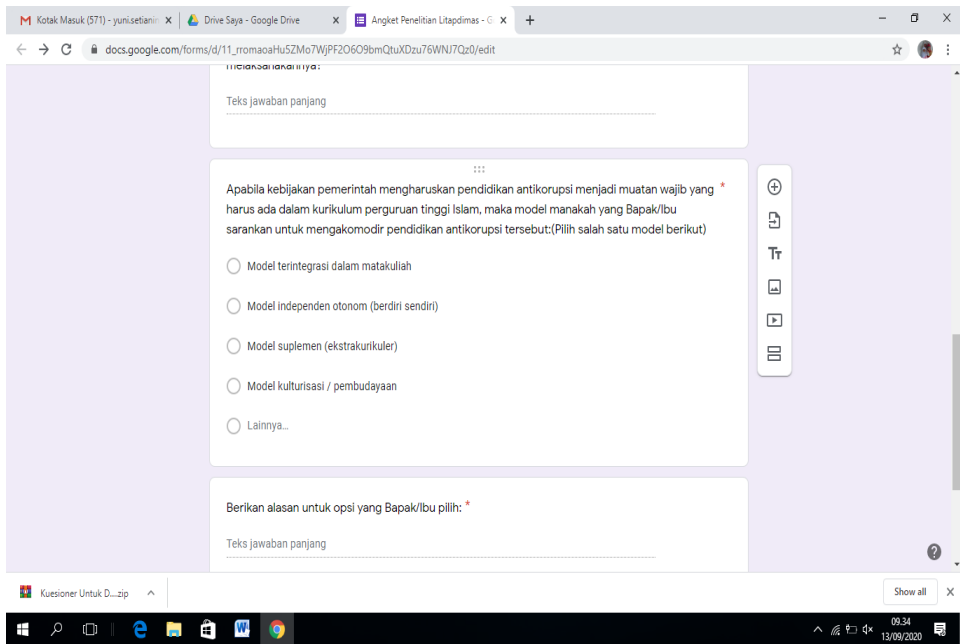 Kotak Masuk (571) - yuni.setianin
Drive Saya - Google Drive
Angket Penelitian Litapdimas - G
docs.google.com/forms/d/11_rromaoaHu5ZMo7WjPF2O6O9bmQtuXDzu76WNJ7Qz0/edit
melaksanakannya?
Teks jawaban panjang
Apabila kebijakan pemerintah mengharuskan pendidikan antikorupsi menjadi muatan wajib yang *
harus ada dalam kurikulum perguruan tinggi Islam, maka model manakah yang Bapak/Ibu
sarankan untuk mengakomodir pendidikan antikorupsi tersebut:(Pilih salah satu model berikut)
Model terintegrasi dalam matakuliah
Model independen otonom (berdiri sendiri)
Model suplemen (ekstrakurikuler)
Model kulturisasi / pembudayaan
Lainnya...
Berikan alasan untuk opsi yang Bapak/Ibu pilih: *
Teks jawaban panjang
Kuesioner Untuk D....zip
Show all
09.34
13/09/2020